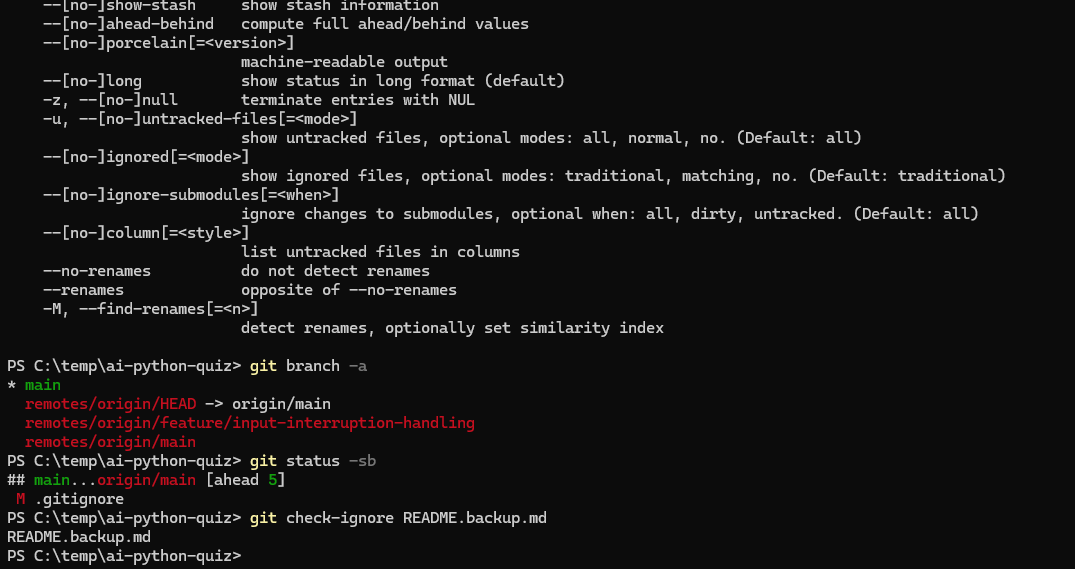 --[no-]show-stash     show stash information
--[no-]ahead-behind   compute full ahead/behind values
--[no-]porcelain[=<version>]
machine-readable output
--[no-]long           show status in long format (default)
-z, --[no-]null       terminate entries with NUL
-u, --[no-]untracked-files[=<mode>]
show untracked files, optional modes: all, normal, no. (Default: all)
--[no-]ignored[=<mode>]
show ignored files, optional modes: traditional, matching, no. (Default: traditional)
--[no-]ignore-submodules[=<when>]
ignore changes to submodules, optional when: all, dirty, untracked. (Default: all)
--[no-]column[=<style>]
list untracked files in columns
--no-renames          do not detect renames
--renames             opposite of --no-renames
-M, --find-renames[=<n>]
detect renames, optionally set similarity index
PS C:\temp\ai-python-quiz> git branch -a
* main
remotes/origin/HEAD -> origin/main
remotes/origin/feature/input-interruption-handling
remotes/origin/main
PS C:\temp\ai-python-quiz> git status -sb
## main...origin/main [ahead 5]
M .gitignore
PS C:\temp\ai-python-quiz> git check-ignore README.backup.md
README.backup.md
PS C:\temp\ai-python-quiz>